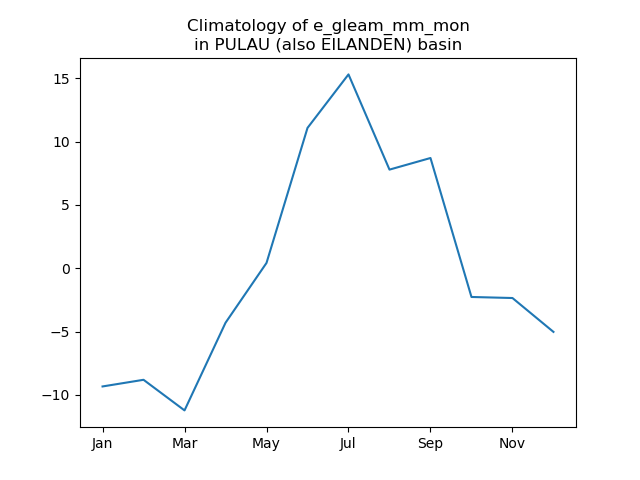 Climatology of e_gleam_mm_mon
in PULAU (also EILANDEN) basin
15
10
5
0
−5
−10
Jan Mar May Jul Sep Nov